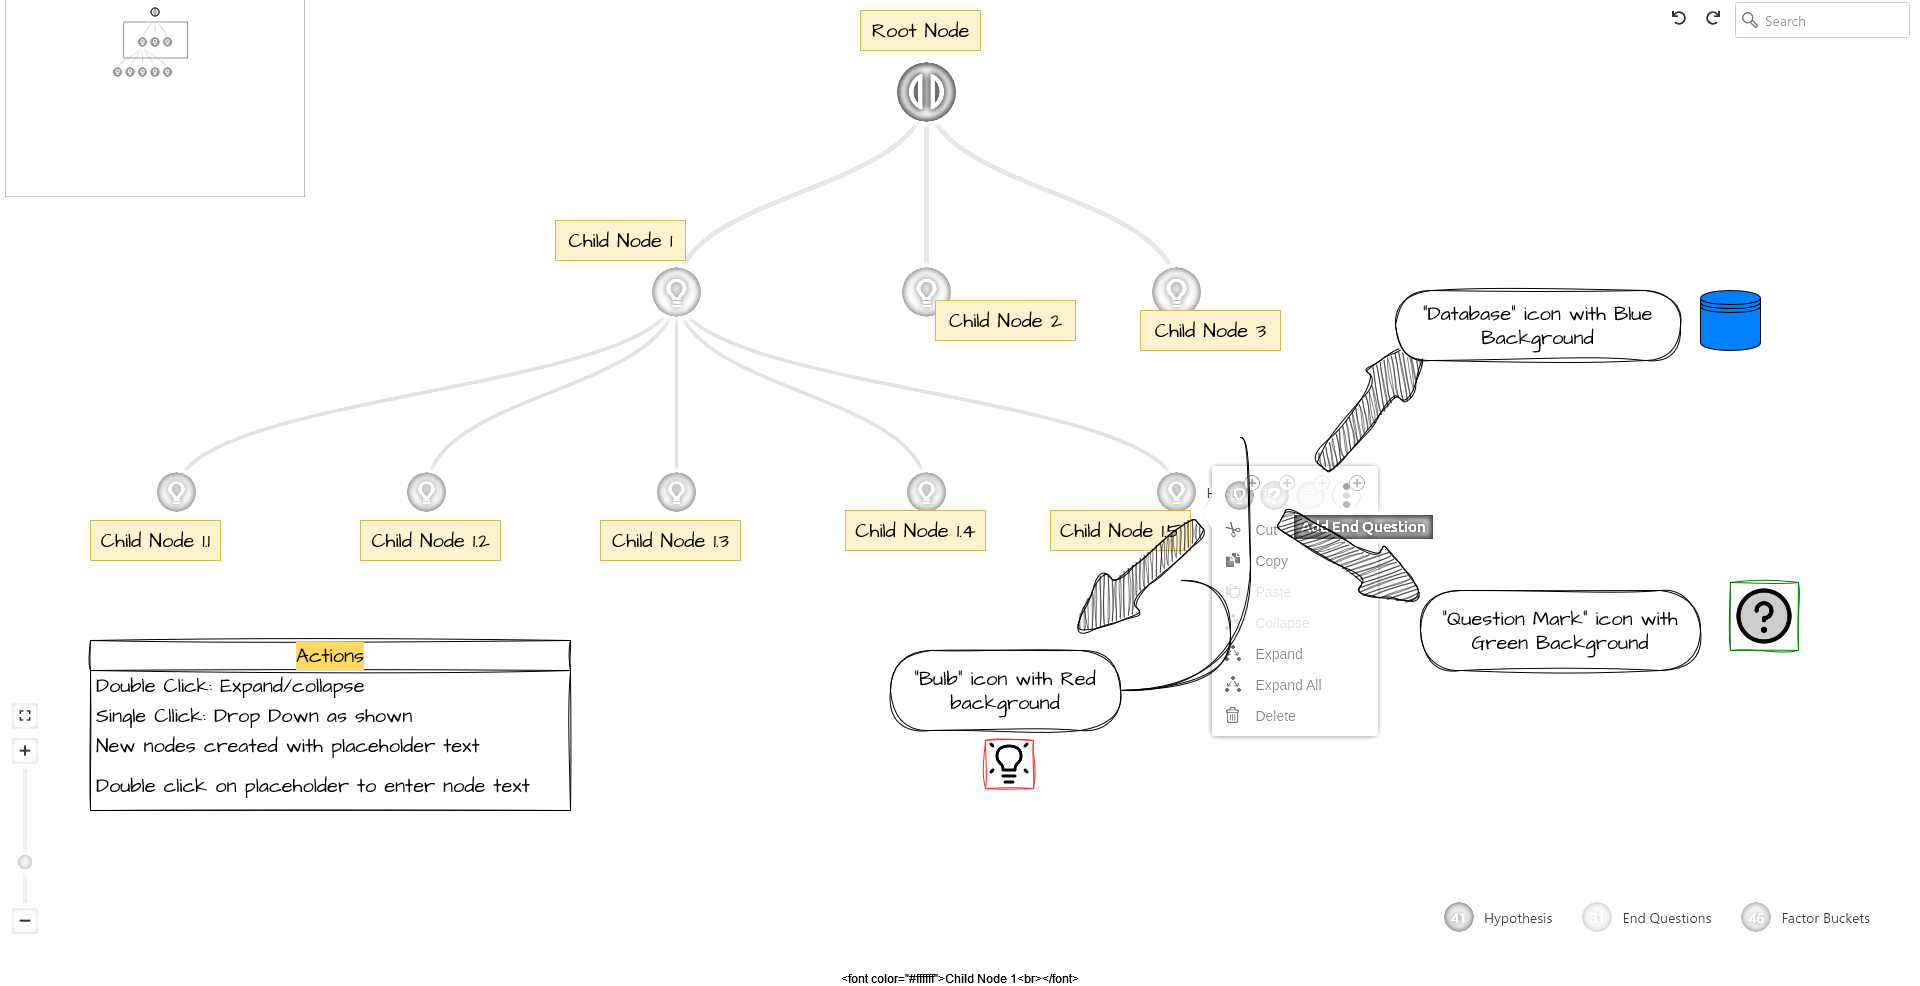 Root Node
Search
Child Node 1
Child Node 2
Child Node 3
"Database" icon with Blue
Background
Child Node 1.1
Child Node 1.2
Child Node 1.3
Child Node 1.4
Child Node 1.5
Cut
Add End Question
Copy
Paste
Collapse
Expand
Expand All
Delete
"Question Mark" icon with
Green Background
"Bulb" icon with Red
background
Actions
Double Click: Expand/collapse
Single Cllick: Drop Down as shown
New nodes created with placeholder text
Double click on placeholder to enter node text
41 Hypothesis
31 End Questions
46 Factor Buckets
<font color="#ffffff">Child Node 1<br></font>